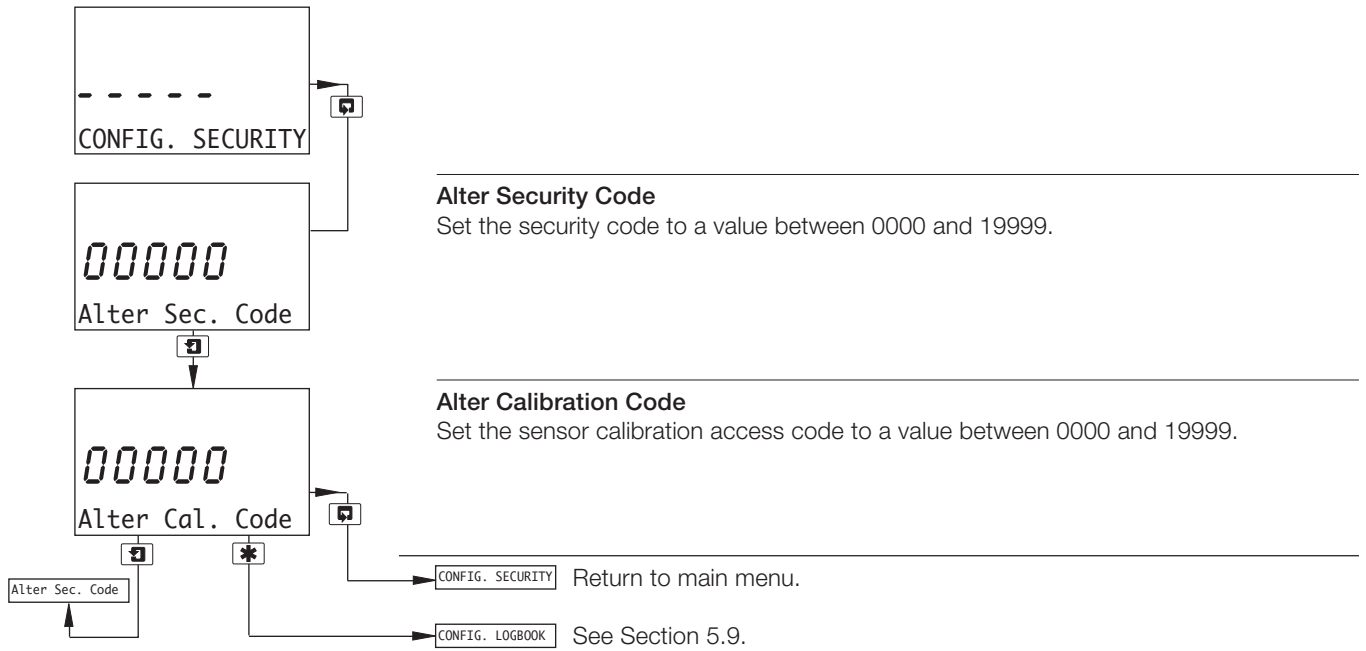 - - - - -
CONFIG. SECURITY
Alter Security Code
Set the security code to a value between 0000 and 19999.
00000
Alter Sec. Code
Alter Calibration Code
Set the sensor calibration access code to a value between 0000 and 19999.
00000
Alter Cal. Code
Alter Sec. Code
CONFIG. SECURITY Return to main menu.
CONFIG. LOGBOOK See Section 5.9.